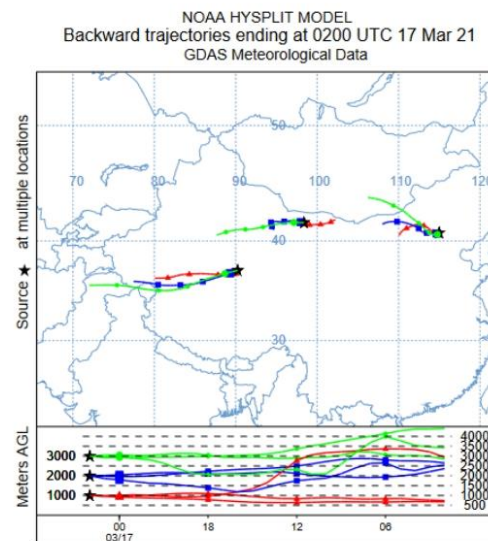 NOAA HYSPLIT MODEL
Backward trajectories ending at 0200 UTC 17 Mar 21
GDAS Meteorological Data
Source ★ at multiple locations
50
70 80 90 100 110 120
40
30
Meters AGL
3000
2000
1000
4000
3500
3000
2500
2000
1500
1000
500
00 18 12 06
03/17